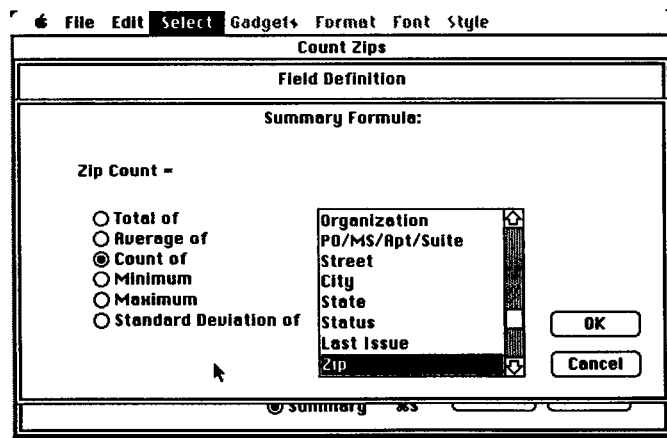 File Edit Select Gadgets Format Font Style
Count Zips
Field Definition
Summary Formula:
Zip Count =
Total of
Average of
Count of
Minimum
Maximum
Standard Deviation of
Organization
PO/MS/Apt/Suite
Street
City
State
Status
Last Issue
Zip
OK
Cancel
Summary ⌘S